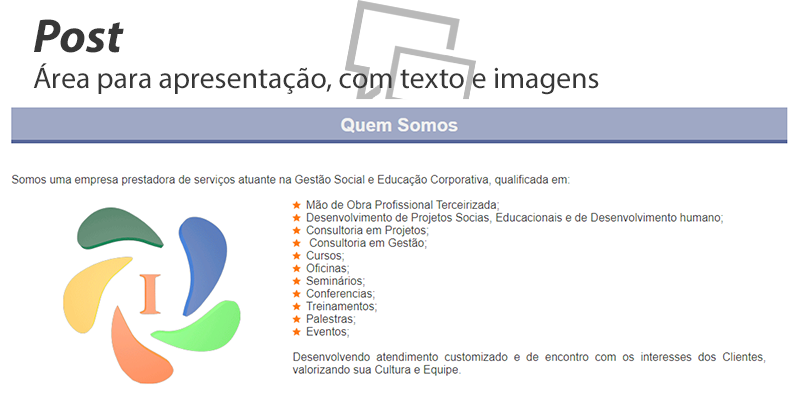 Post
Área para apresentação, com texto e imagens
Quem Somos
Somos uma empresa prestadora de serviços atuante na Gestão Social e Educação Corporativa, qualificada em:
Mão de Obra Profissional Terceirizada;
Desenvolvimento de Projetos Socias, Educacionais e de Desenvolvimento humano;
Consultoria em Projetos;
Consultoria em Gestão;
Cursos;
Oficinas;
Seminários;
Conferencias;
Treinamentos;
Palestras;
Eventos;
I
Desenvolvendo atendimento customizado e de encontro com os interesses dos Clientes,
valorizando sua Cultura e Equipe.